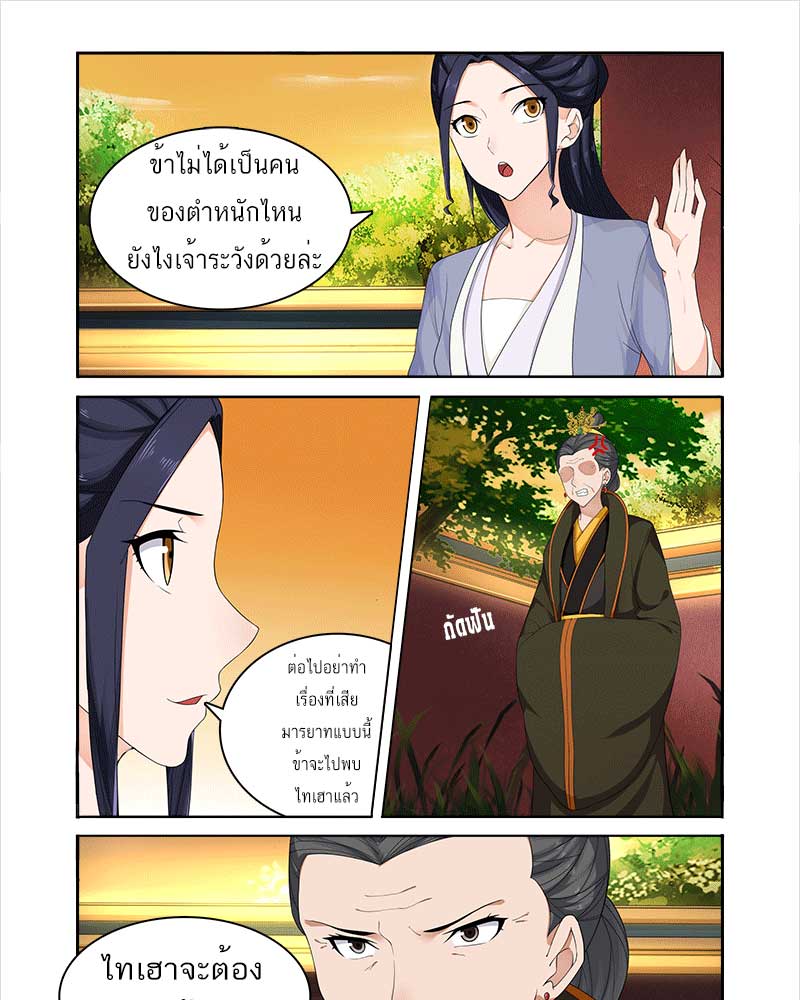 ข้าไม่ได้เป็นคน
ของตำหนักไหน
ยังไงเจ้าระวังด้วยล่ะ
ต่อไปอย่าทำ
เรื่องที่เสีย
มารยาทแบบนี้
ข้าจะไปพบ
ไทเฮาแล้ว
กัดฟัน
ไทเฮาจะต้อง